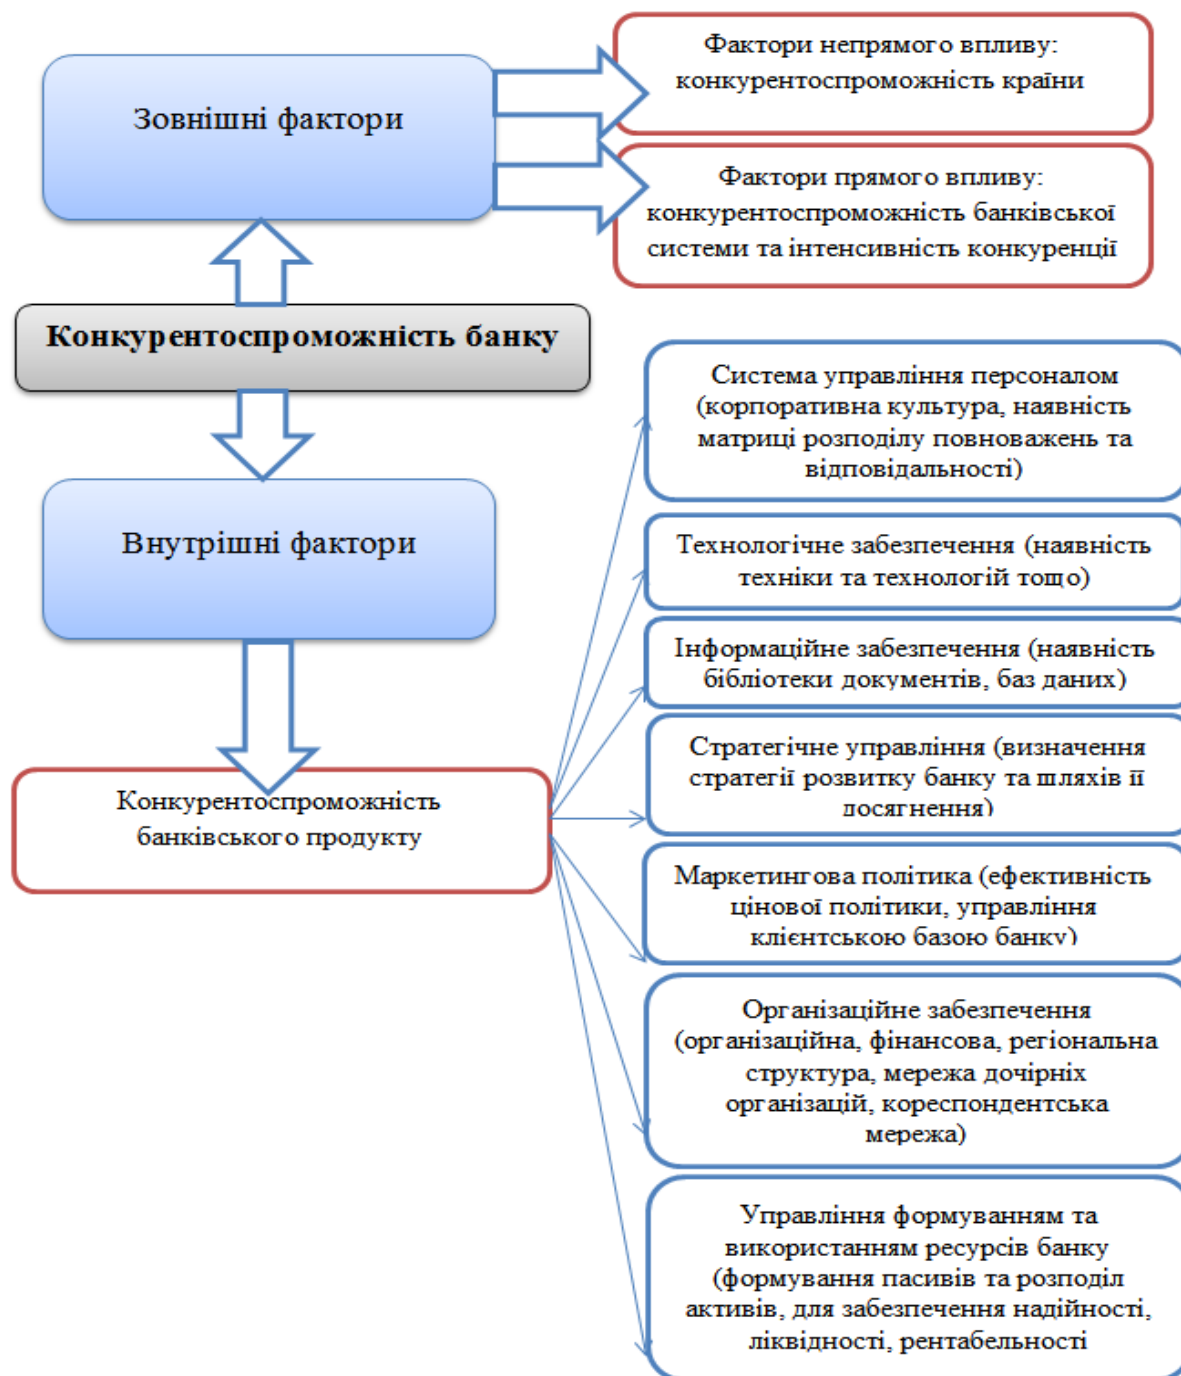 Фактори непрямого впливу:
конкурентоспроможність країни
Зовнішні фактори
Фактори прямого впливу:
конкурентоспроможність банківської
системи та інтенсивність конкуренції
Конкурентоспроможність банку
Внутрішні фактори
Конкурентоспроможність
банківського продукту
Система управління персоналом
(корпоративна культура, наявність
матриці розподілу повноважень та
відповідальності)
Технологічне забезпечення (наявність
техніки та технологій тощо)
Інформаційне забезпечення (наявність
бібліотеки документів, баз даних)
Стратегічне управління (визначення
стратегії розвитку банку та шляхів її
досягнення)
Маркетингова політика (ефективність
цінової політики, управління
клієнтською базою банку)
Організаційне забезпечення
(організаційна, фінансова, регіональна
структура, мережа дочірніх
організацій, кореспондентська
мережа)
Управління формуванням та
використанням ресурсів банку
(формування пасивів та розподіл
активів, для забезпечення надійності,
ліквідності, рентабельності